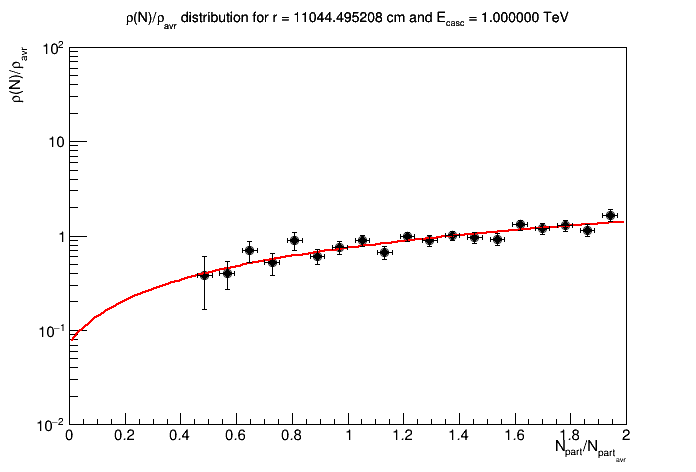 ρ(N)/ρavr distribution for r = 11044.495208 cm and Ecasc = 1.000000 TeV
ρ(N)/ρavr
10²
10
1
10⁻¹
10⁻²
0 0.2 0.4 0.6 0.8 1 1.2 1.4 1.6 1.8 2
Npart/Npartavr